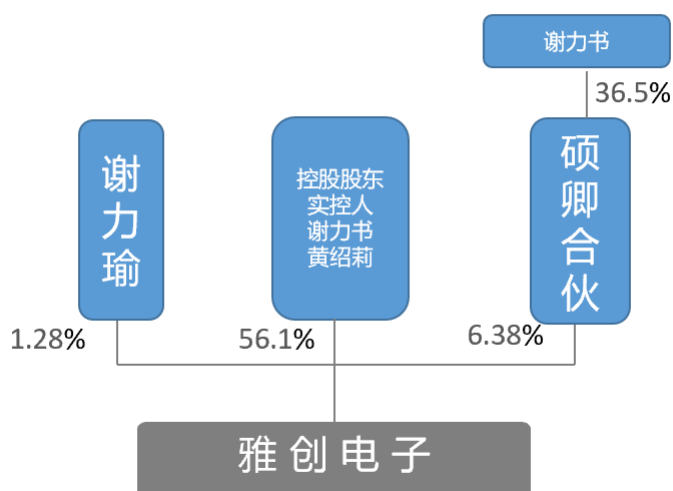 谢力书
36.5%
谢
力
瑜
控股股东
实控人
谢力书
黄绍莉
硕
卿
合
伙
1.28%
56.1%
6.38%
雅创电子